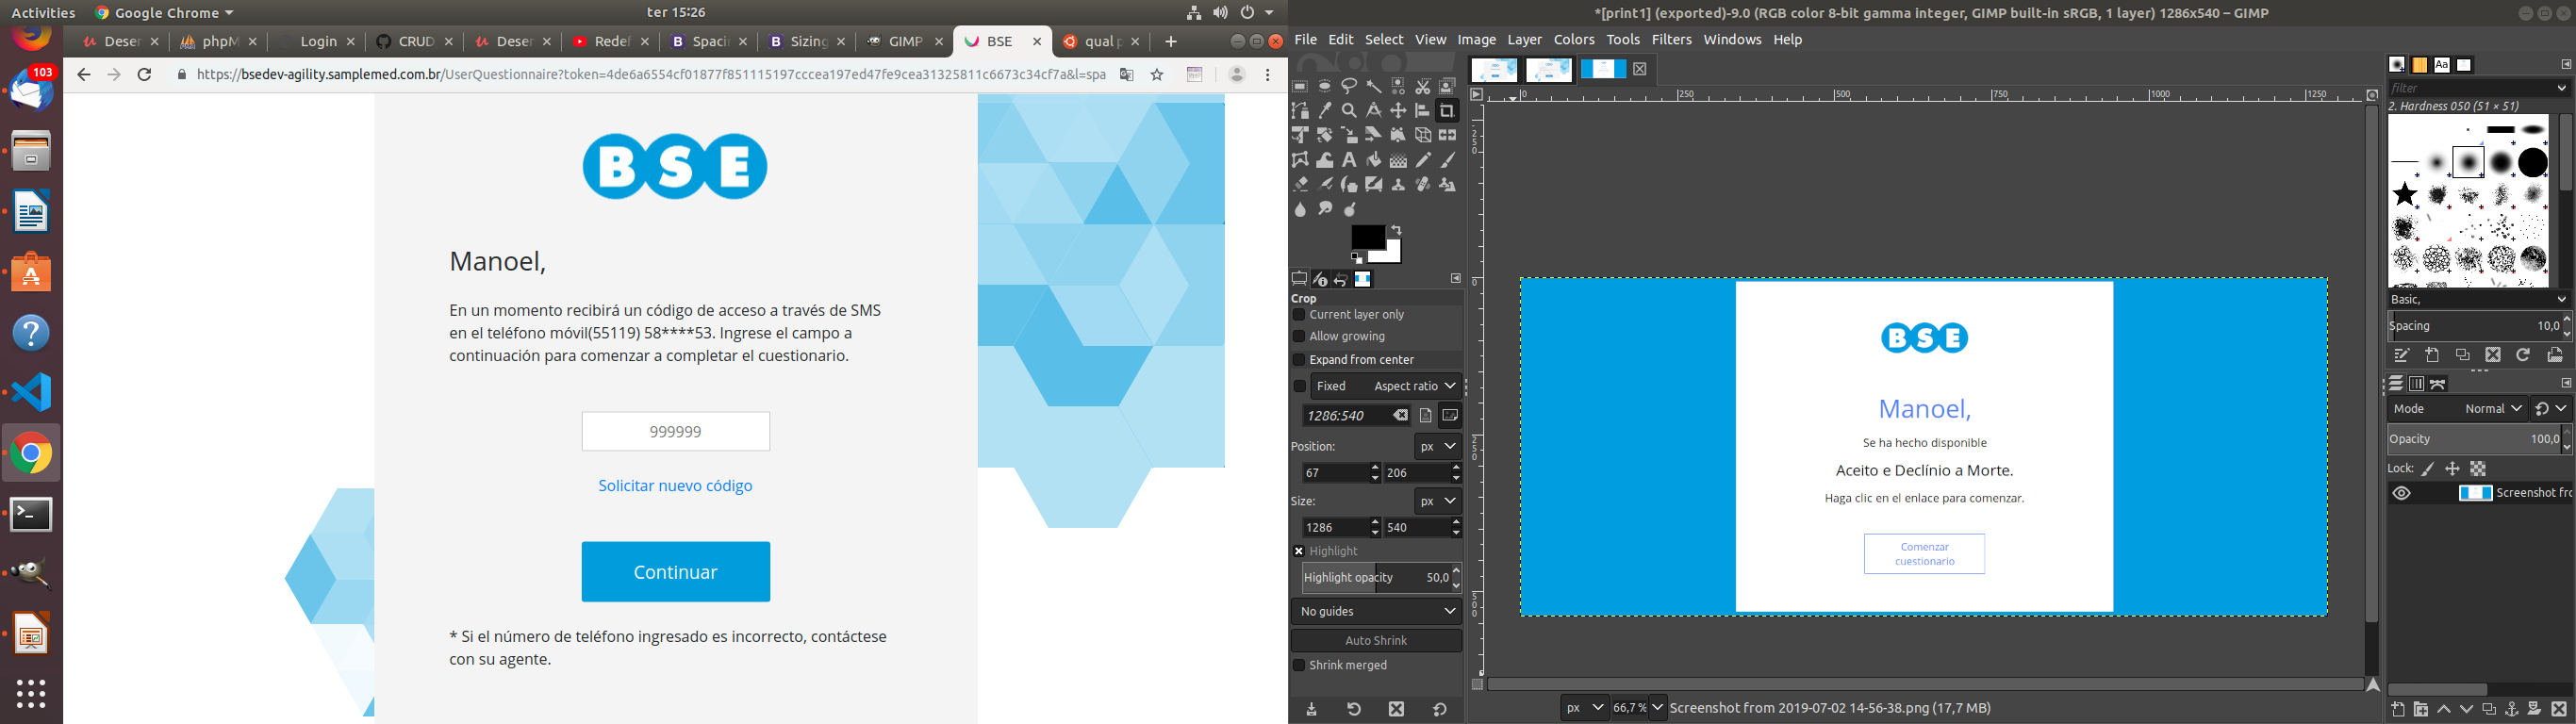 Activities
Google Chrome
ter 15:26
103
Deser
phpM
Login
CRUD
Deser
Redef
B Spacin
B Sizing
GIMP
BSE
qual p
https://bsedev-agility.samplemed.com.br/UserQuestionnaire?token=4de6a6554cf01877f851115197cccea197ed47fe9cea31325811c6673c34cf7a&l=spa
BSE
Manoel,
En un momento recibirá un código de acceso a través de SMS
en el teléfono móvil(55119) 58****53. Ingrese el campo a
continuación para comenzar a completar el cuestionario.
999999
Solicitar nuevo código
Continuar
* Si el número de teléfono ingresado es incorrecto, contáctese
con su agente.
*[print1] (exported)-9.0 (RGB color 8-bit gamma integer, GIMP built-in sRGB, 1 layer) 1286x540 – GIMP
File Edit Select View Image Layer Colors Tools Filters Windows Help
0 250 500 750 1000 1250
0
250
500
Crop
Current layer only
Allow growing
Expand from center
Fixed Aspect ratio
1286:540
Position: px
67 206
Size: px
1286 540
Highlight
Highlight opacity 50,0
No guides
Auto Shrink
Shrink merged
BSE
Manoel,
Se ha hecho disponible
Aceito e Declínio a Morte.
Haga clic en el enlace para comenzar.
Comenzar
cuestionario
px 66,7 % Screenshot from 2019-07-02 14-56-38.png (17,7 MB)
Aa
filter
2. Hardness 050 (51 × 51)
Basic,
Spacing 10,0
Mode Normal
Opacity 100,0
Lock:
Screenshot fro